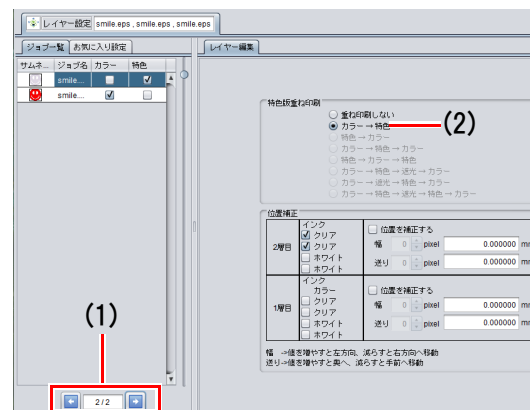 レイヤー設定 smile.eps , smile.eps , smile.eps
ジョブ一覧 お気に入り設定
サムネ... ジョブ名 カラー 特色
smile...
smile...
(1)
2 / 2
レイヤー編集
特色版重ね印刷
重ね印刷しない
カラー → 特色
(2)
特色 → カラー
カラー → 特色 → カラー
特色 → カラー → 特色
カラー → 特色 → 遮光 → カラー
カラー → 遮光 → 特色 → カラー
カラー → 特色 → 遮光 → 特色 → カラー
位置補正
2層目
インク
クリア
クリア
ホワイト
ホワイト
位置を補正する
幅 0 pixel 0.000000 mm
送り 0 pixel 0.000000 mm
1層目
インク
カラー
クリア
クリア
ホワイト
ホワイト
位置を補正する
幅 0 pixel 0.000000 mm
送り 0 pixel 0.000000 mm
幅 ->値を増やすと左方向、減らすと右方向へ移動
送り->値を増やすと奥へ、減らすと手前へ移動